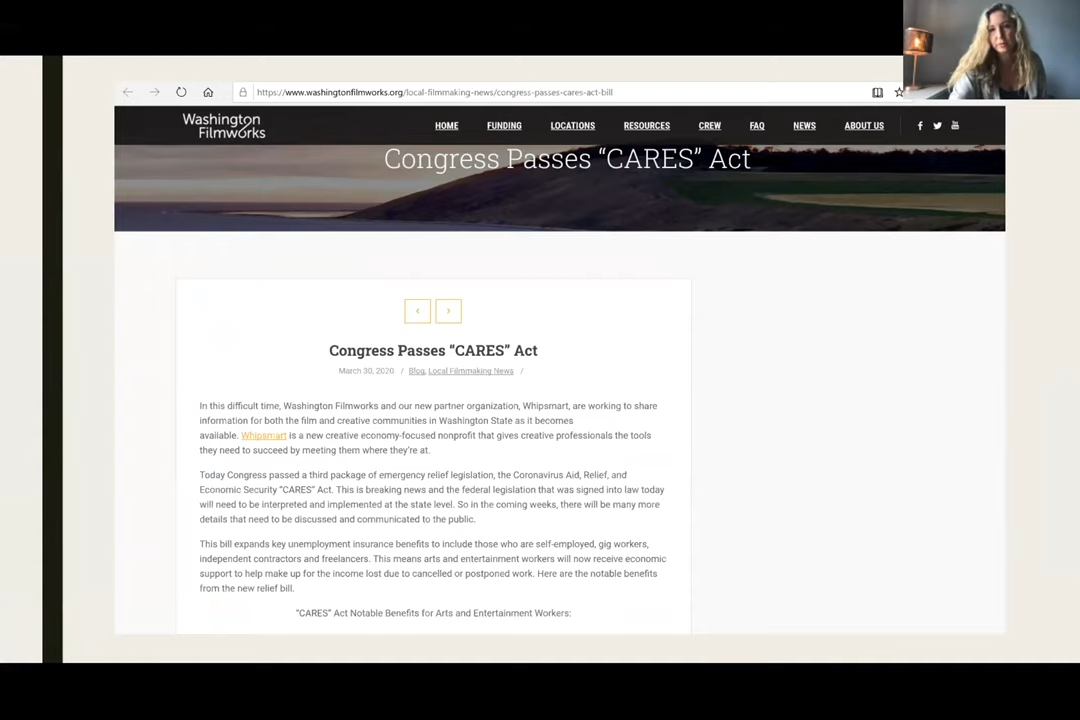 https://www.washingtonfilmworks.org/local-filmmaking-news/congress-passes-cares-act-bill
Washington
Filmworks
HOME FUNDING LOCATIONS RESOURCES CREW FAQ NEWS ABOUT US
Congress Passes “CARES” Act
Congress Passes “CARES” Act
March 30, 2020 / Blog, Local Filmmaking News /
In this difficult time, Washington Filmworks and our new partner organization, Whipsmart, are working to share
information for both the film and creative communities in Washington State as it becomes
available. Whipsmart is a new creative economy-focused nonprofit that gives creative professionals the tools
they need to succeed by meeting them where they're at.
Today Congress passed a third package of emergency relief legislation, the Coronavirus Aid, Relief, and
Economic Security “CARES” Act. This is breaking news and the federal legislation that was signed into law today
will need to be interpreted and implemented at the state level. So in the coming weeks, there will be many more
details that need to be discussed and communicated to the public.
This bill expands key unemployment insurance benefits to include those who are self-employed, gig workers,
independent contractors and freelancers. This means arts and entertainment workers will now receive economic
support to help make up for the income lost due to cancelled or postponed work. Here are the notable benefits
from the new relief bill.
“CARES” Act Notable Benefits for Arts and Entertainment Workers: